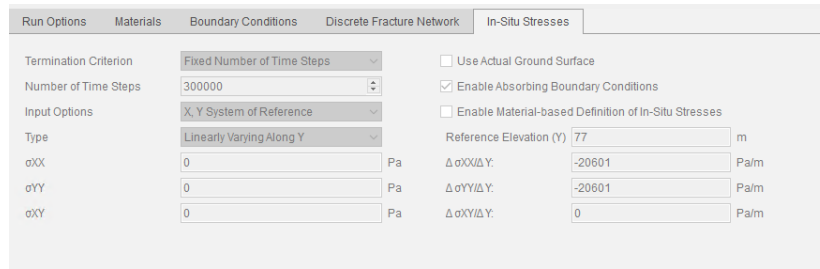 Run Options Materials Boundary Conditions Discrete Fracture Network In-Situ Stresses
Termination Criterion Fixed Number of Time Steps Use Actual Ground Surface
Number of Time Steps 300000 Enable Absorbing Boundary Conditions
Input Options X, Y System of Reference Enable Material-based Definition of In-Situ Stresses
Type Linearly Varying Along Y Reference Elevation (Y) 77 m
σXX 0 Pa Δ σXX/Δ Y: -20601 Pa/m
σYY 0 Pa Δ σYY/Δ Y: -20601 Pa/m
σXY 0 Pa Δ σXY/Δ Y: 0 Pa/m